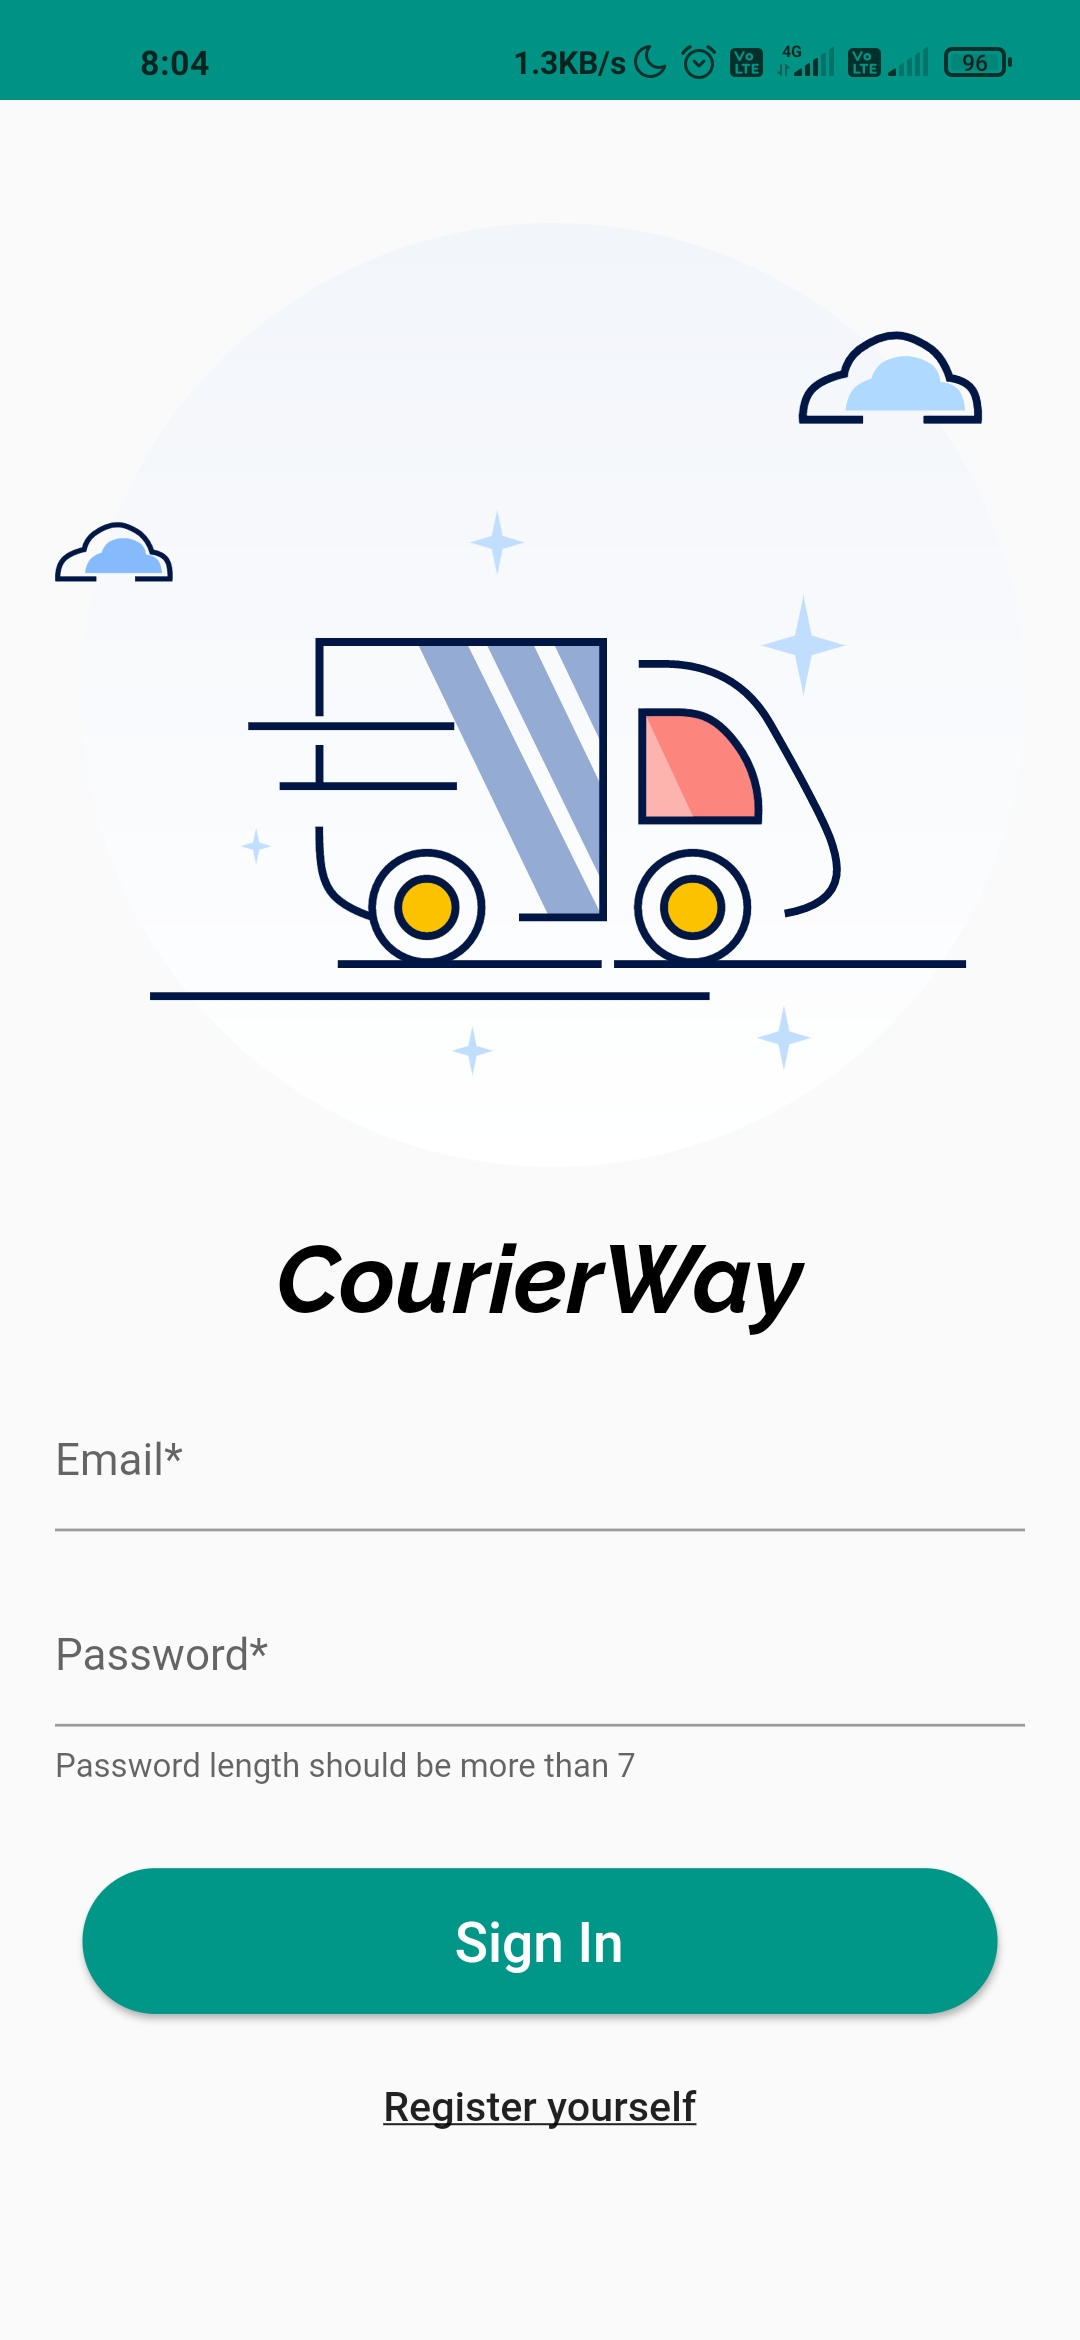 8:04 1.3KB/s Vo LTE 4G Vo LTE 96
CourierWay
Email*
Password*
Password length should be more than 7
Sign In
Register yourself